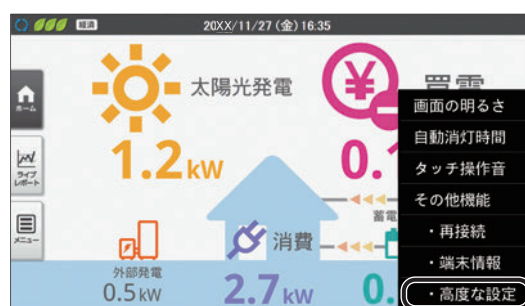 経済
20XX/11/27 (金) 16:35
ホーム
ライブ
レポート
メニュー
太陽光発電
1.2kW
買電
0.
外部発電
0.5kW
消費
2.7kW
蓄電
0.
画面の明るさ
自動消灯時間
タッチ操作音
その他機能
・再接続
・端末情報
・高度な設定